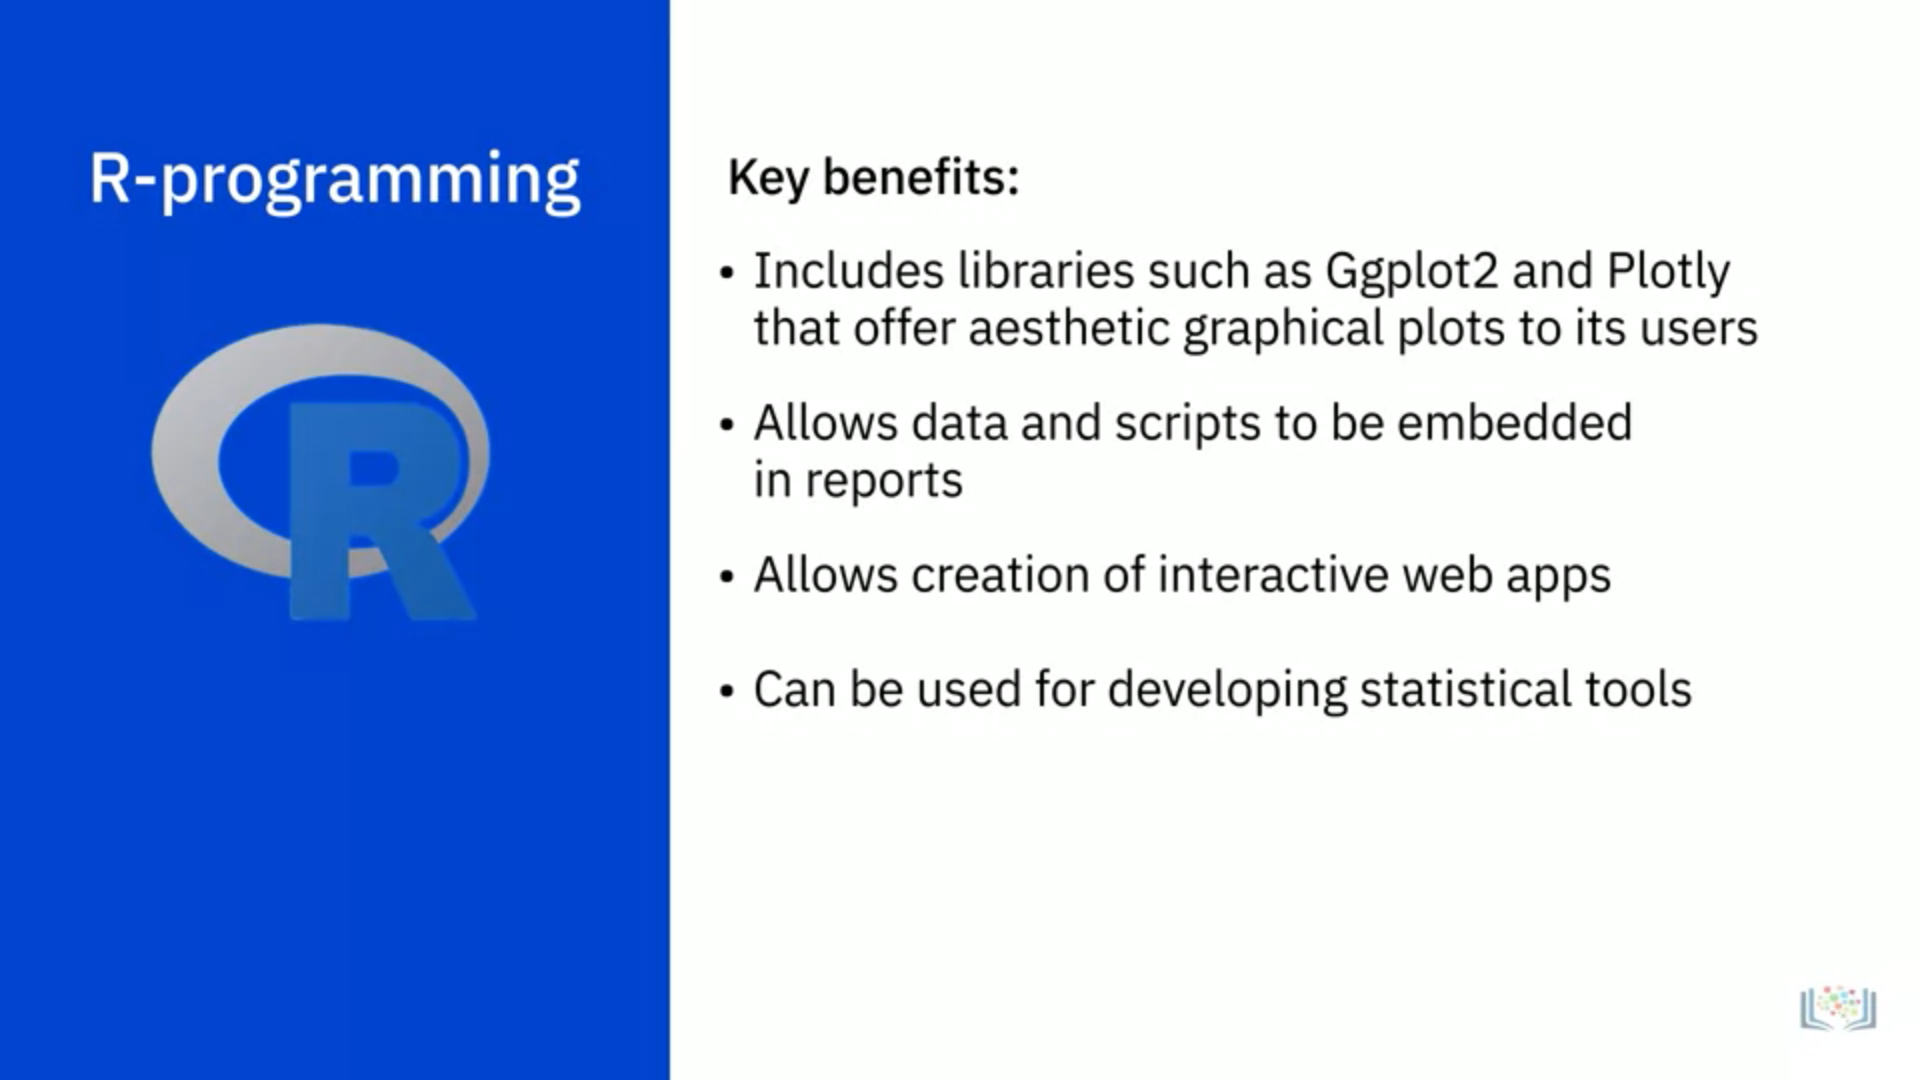 R-programming
Key benefits:
• Includes libraries such as Ggplot2 and Plotly
that offer aesthetic graphical plots to its users
• Allows data and scripts to be embedded
in reports
• Allows creation of interactive web apps
• Can be used for developing statistical tools
R